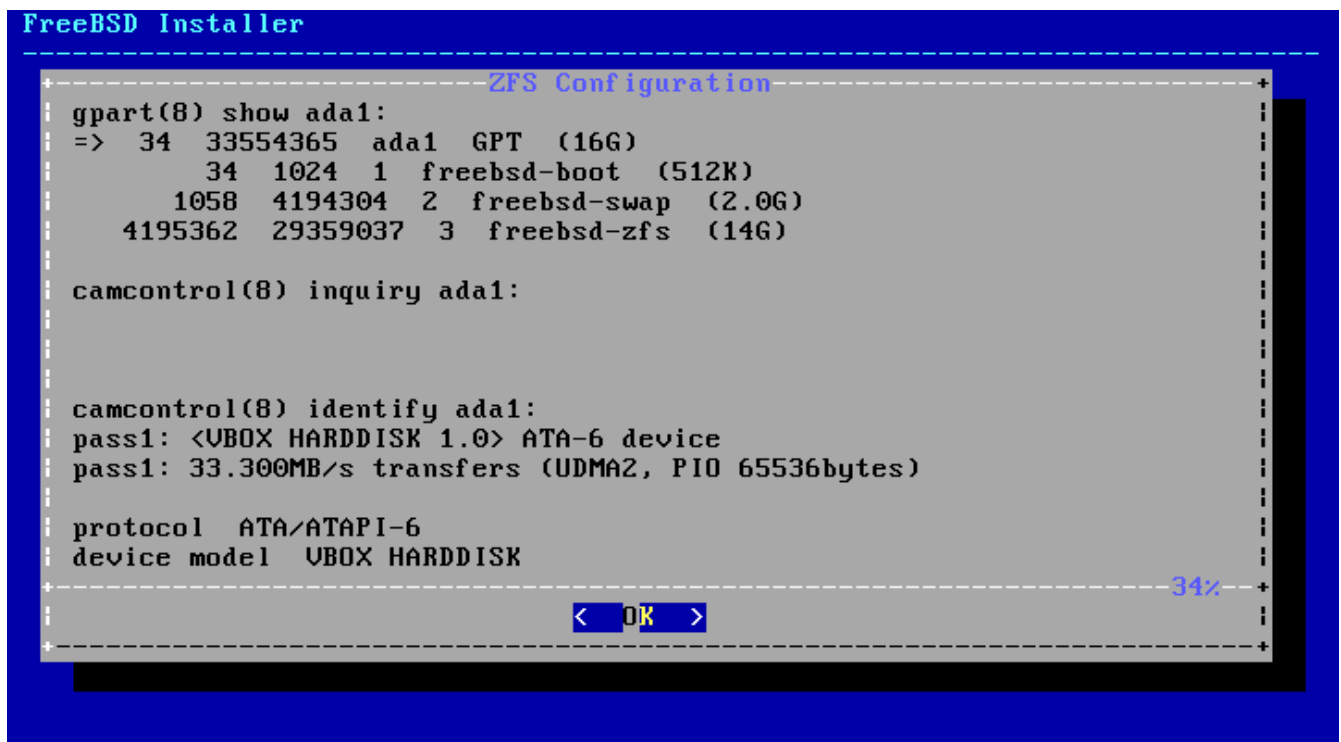 FreeBSD Installer
ZFS Configuration
gpart(8) show ada1:
=>  34  33554365  ada1  GPT  (16G)
34  1024  1  freebsd-boot  (512K)
1058  4194304  2  freebsd-swap  (2.0G)
4195362  29359037  3  freebsd-zfs  (14G)
camcontrol(8) inquiry ada1:
camcontrol(8) identify ada1:
pass1: <VBOX HARDDISK 1.0> ATA-6 device
pass1: 33.300MB/s transfers (UDMA2, PIO 65536bytes)
protocol  ATA/ATAPI-6
device model  VBOX HARDDISK
34%
<  OK  >